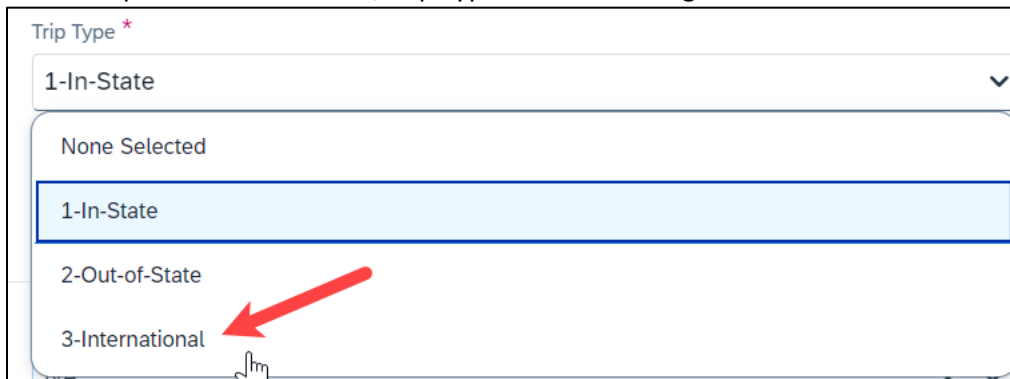 Trip Type *
1-In-State
None Selected
1-In-State
2-Out-of-State
3-International